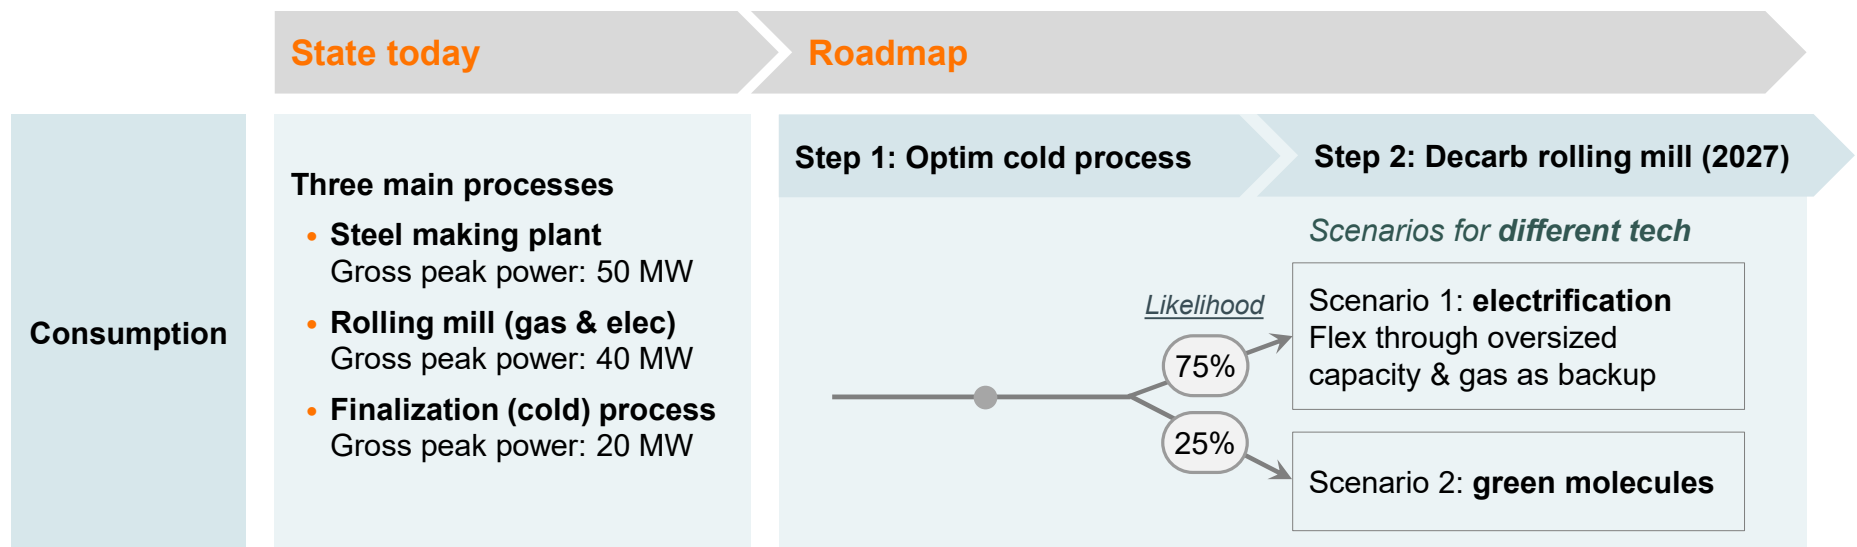 State today
Roadmap
Consumption
Three main processes
• Steel making plant
Gross peak power: 50 MW
• Rolling mill (gas & elec)
Gross peak power: 40 MW
• Finalization (cold) process
Gross peak power: 20 MW
Step 1: Optim cold process
Step 2: Decarb rolling mill (2027)
Scenarios for different tech
Likelihood
75%
Scenario 1: electrification
Flex through oversized
capacity & gas as backup
25%
Scenario 2: green molecules